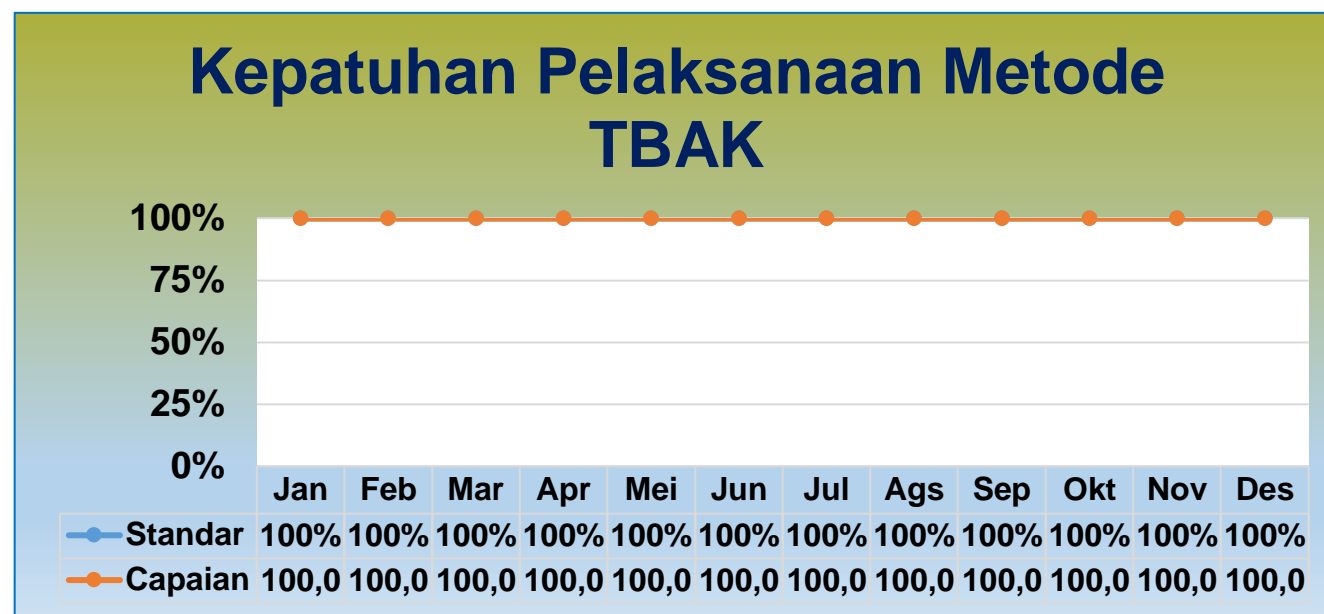 Kepatuhan Pelaksanaan Metode
TBAK
100%
75%
50%
25%
0%
Jan Feb Mar Apr Mei Jun Jul Ags Sep Okt Nov Des
Standar 100% 100% 100% 100% 100% 100% 100% 100% 100% 100% 100% 100%
Capaian 100,0 100,0 100,0 100,0 100,0 100,0 100,0 100,0 100,0 100,0 100,0 100,0